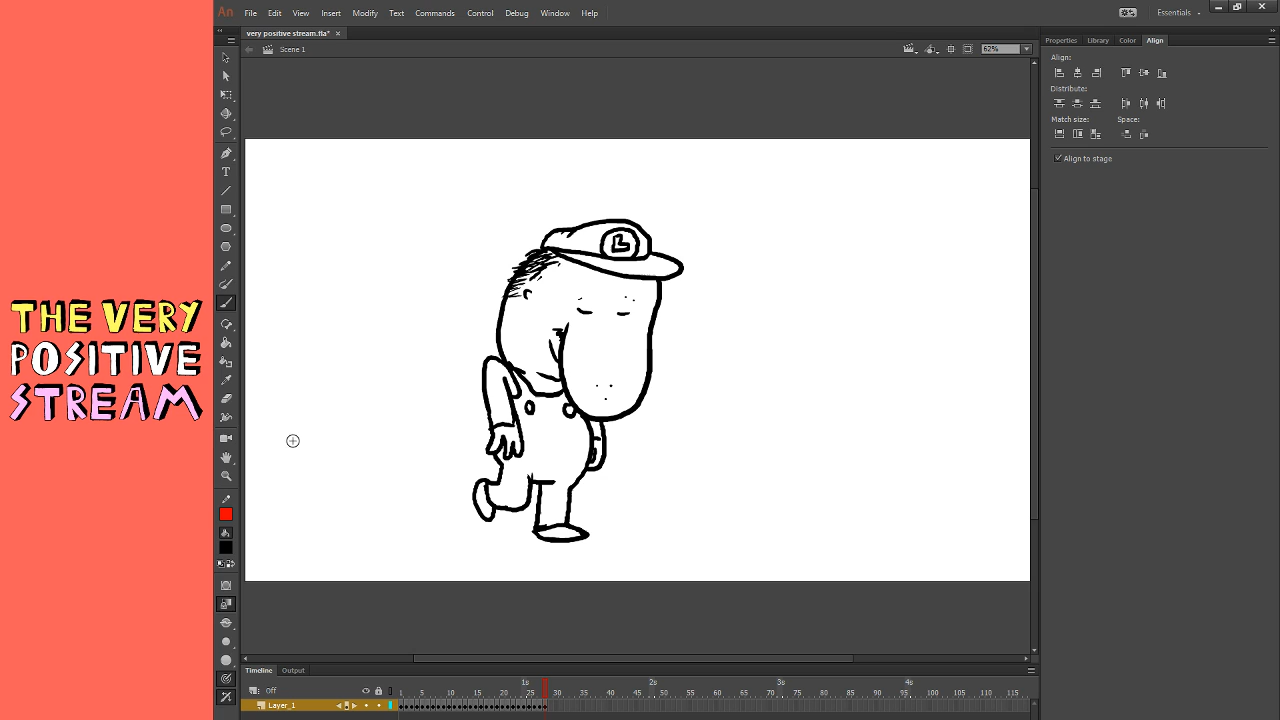 An File Edit View Insert Modify Text Commands Control Debug Window Help Essentials
very positive stream.fla* ×
Scene 1 62%
Properties Library Color Align
Align:
Distribute:
Match size: Space:
Align to stage
T
L
THE VERY
POSITIVE
STREAM
Timeline Output
1s 2s 3s 4s
Off 1 5 10 15 20 25 30 35 40 45 50 55 60 65 70 75 80 85 90 95 100 105 110 115
Layer_1